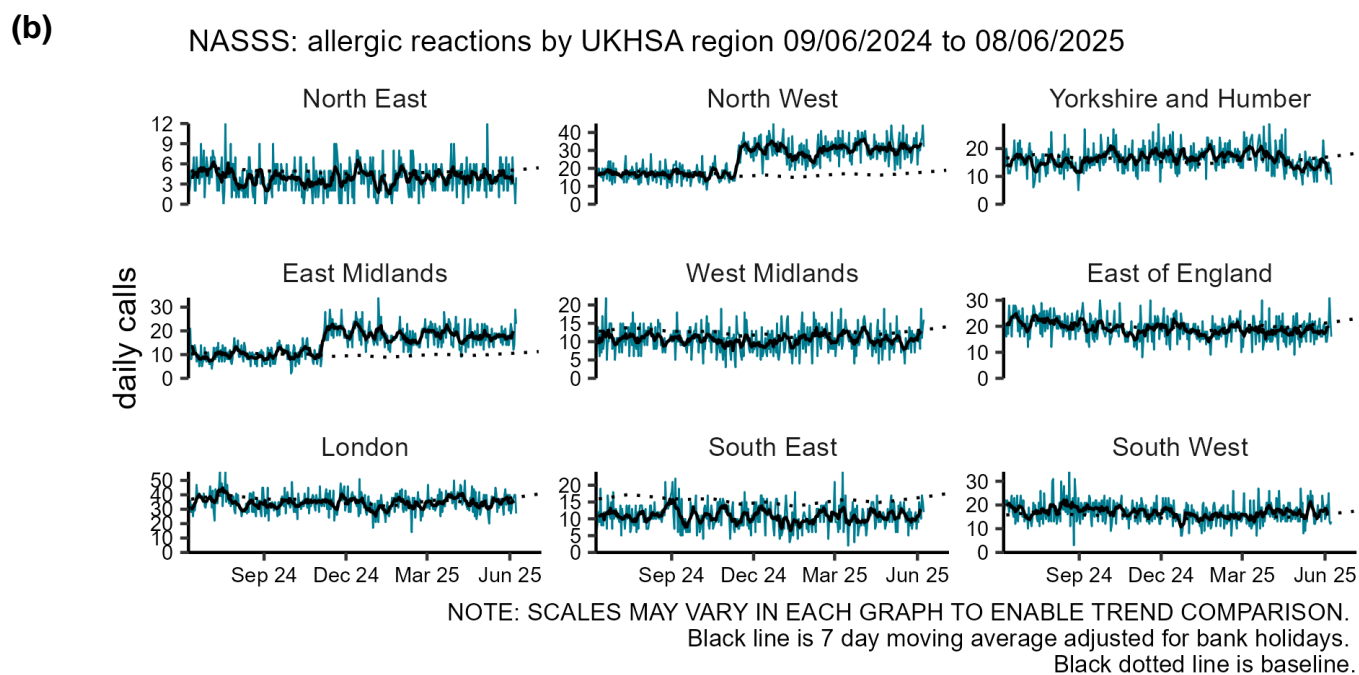 (b)
NASSS: allergic reactions by UKHSA region 09/06/2024 to 08/06/2025
North East
North West
Yorkshire and Humber
12
9
6
3
0
40
30
20
10
0
20
10
0
daily calls
East Midlands
West Midlands
East of England
30
20
10
0
20
15
10
5
0
30
20
10
0
London
South East
South West
50
40
30
20
10
0
20
15
10
5
0
30
20
10
0
Sep 24 Dec 24 Mar 25 Jun 25
Sep 24 Dec 24 Mar 25 Jun 25
Sep 24 Dec 24 Mar 25 Jun 25
NOTE: SCALES MAY VARY IN EACH GRAPH TO ENABLE TREND COMPARISON.
Black line is 7 day moving average adjusted for bank holidays.
Black dotted line is baseline.